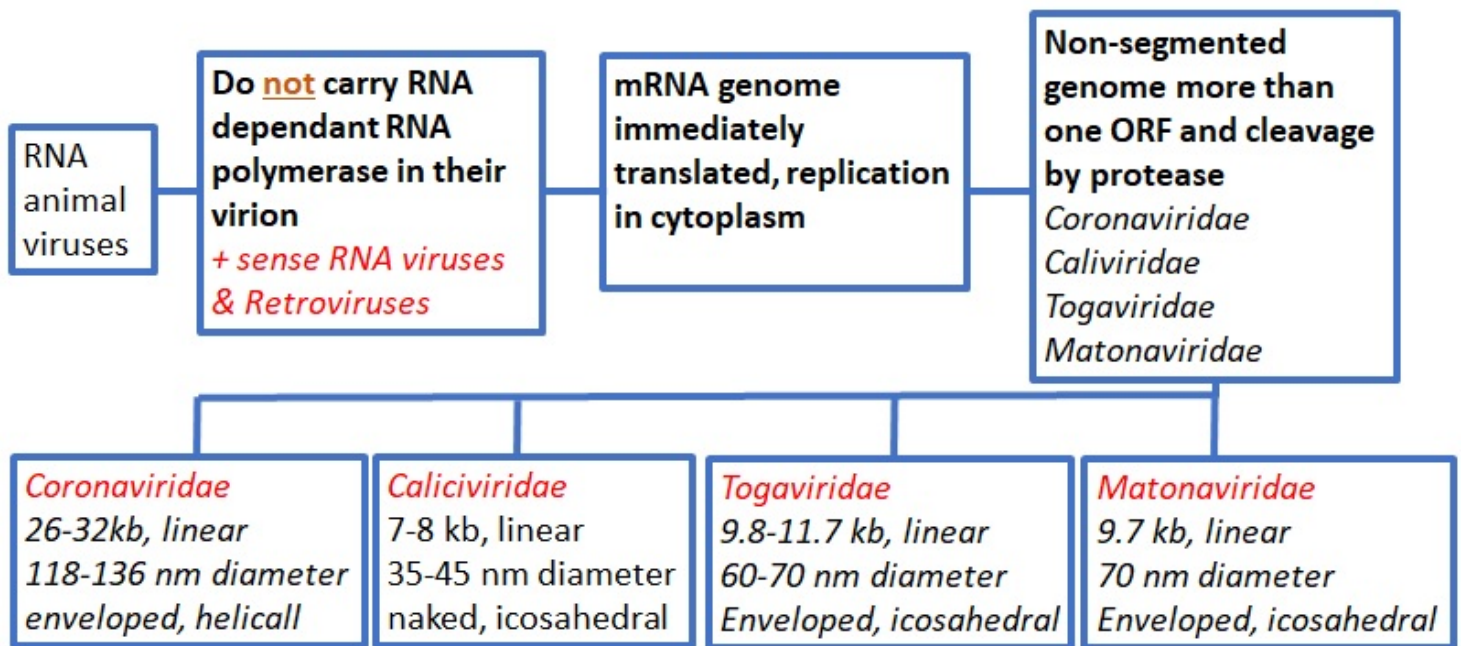 RNA
animal
viruses
Do not carry RNA
dependant RNA
polymerase in their
virion
+ sense RNA viruses
& Retroviruses
mRNA genome
immediately
translated, replication
in cytoplasm
Non-segmented
genome more than
one ORF and cleavage
by protease
Coronaviridae
Caliviridae
Togaviridae
Matonaviridae
Coronaviridae
26-32kb, linear
118-136 nm diameter
enveloped, helicall
Caliciviridae
7-8 kb, linear
35-45 nm diameter
naked, icosahedral
Togaviridae
9.8-11.7 kb, linear
60-70 nm diameter
Enveloped, icosahedral
Matonaviridae
9.7 kb, linear
70 nm diameter
Enveloped, icosahedral